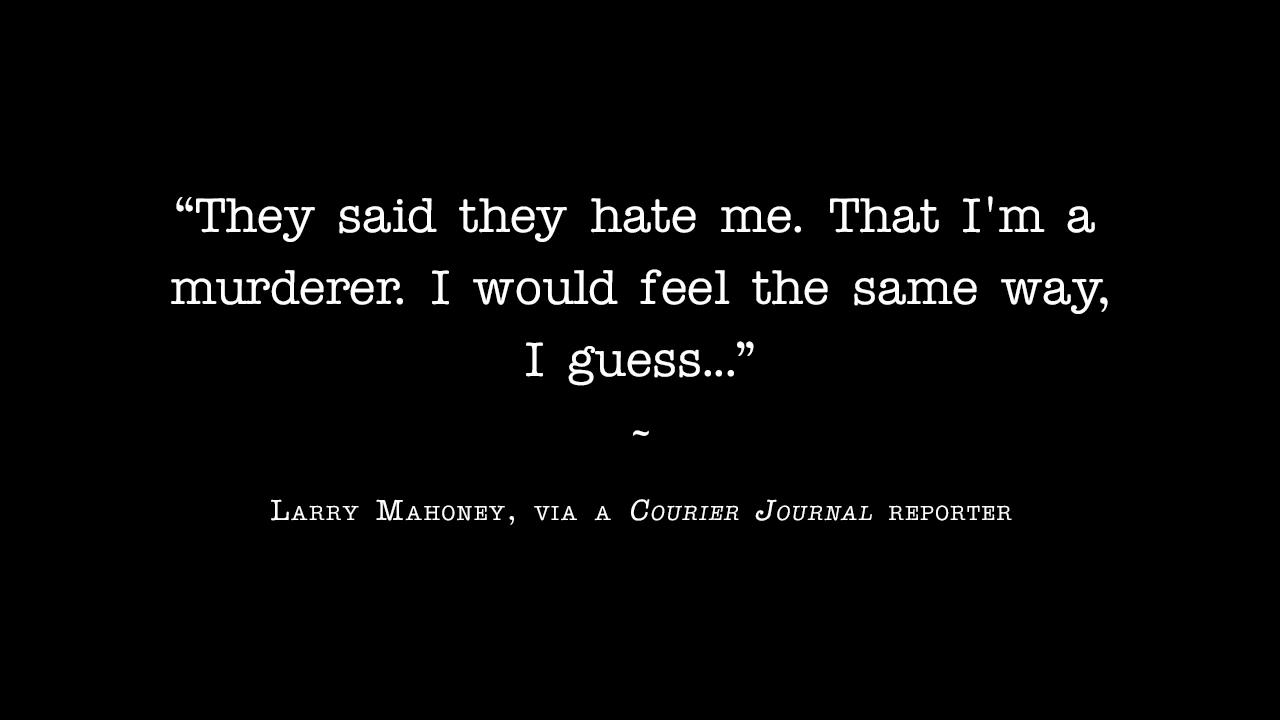 “They said they hate me. That I'm a
murderer. I would feel the same way,
I guess...”
~
Larry Mahoney, via a Courier Journal reporter